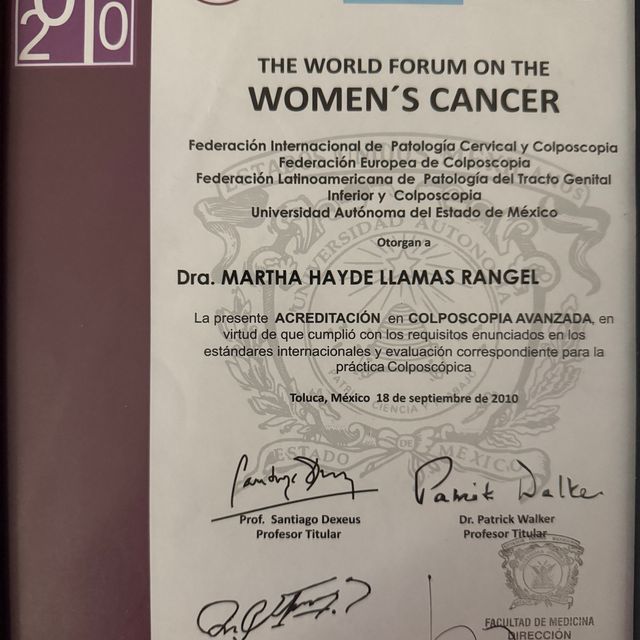 2010
THE WORLD FORUM ON THE
WOMEN´S CANCER
Federación Internacional de Patología Cervical y Colposcopia
Federación Europea de Colposcopia
Federación Latinoamericana de Patología del Tracto Genital
Inferior y Colposcopia
Universidad Autónoma del Estado de México
Otorgan a
Dra. MARTHA HAYDE LLAMAS RANGEL
La presente ACREDITACIÓN en COLPOSCOPIA AVANZADA, en
virtud de que cumplió con los requisitos enunciados en los
estándares internacionales y evaluación correspondiente para la
práctica Colposcópica
Toluca, México 18 de septiembre de 2010
ESTADO DE MEXICO
Patrick Walker
Prof. Santiago Dexeus
Profesor Titular
Dr. Patrick Walker
Profesor Titular
FACULTAD DE MEDICINA
DIRECCIÓN